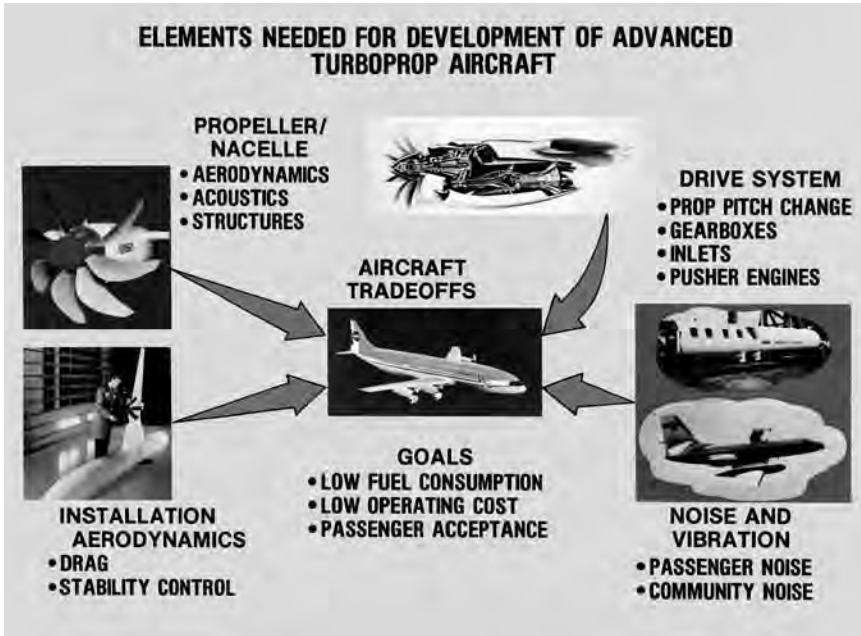 ELEMENTS NEEDED FOR DEVELOPMENT OF ADVANCED
TURBOPROP AIRCRAFT
PROPELLER/
NACELLE
• AERODYNAMICS
• ACOUSTICS
• STRUCTURES
DRIVE SYSTEM
• PROP PITCH CHANGE
• GEARBOXES
• INLETS
• PUSHER ENGINES
AIRCRAFT
TRADEOFFS
GOALS
• LOW FUEL CONSUMPTION
• LOW OPERATING COST
• PASSENGER ACCEPTANCE
INSTALLATION
AERODYNAMICS
• DRAG
• STABILITY CONTROL
NOISE AND
VIBRATION
• PASSENGER NOISE
• COMMUNITY NOISE